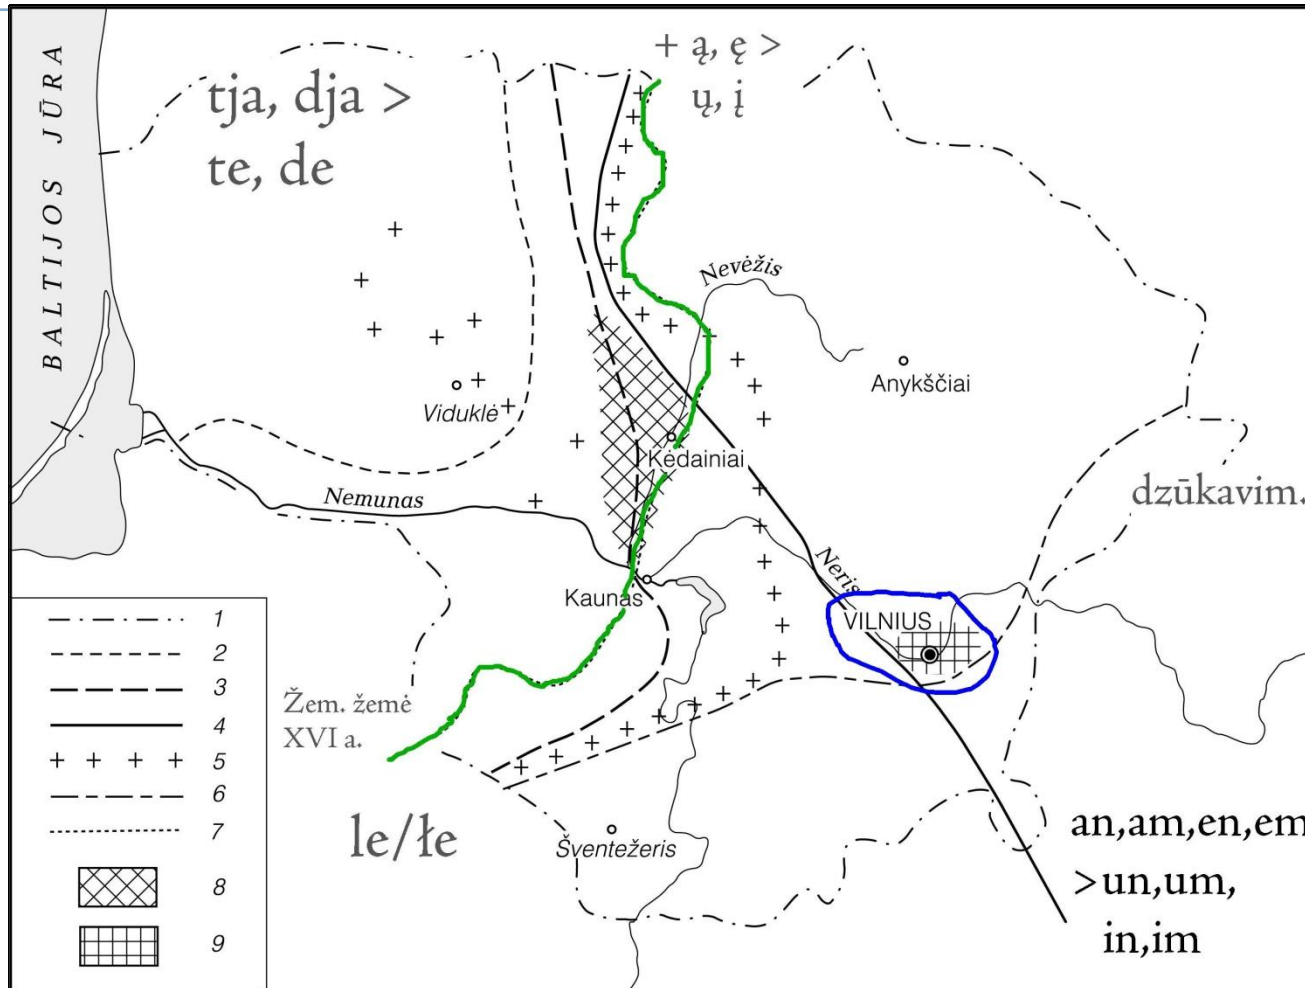 BALTIJOS JŪRA
tja, dja >
te, de
+ ą, ę >
ų, į
Nevėžis
Anykščiai
Viduklė
Kėdainiai
Nemunas
dzūkavim.
Neris
Kaunas
VILNIUS
Žem. žemė
XVI a.
le/łe
Šventežeris
an,am,en,em
>un,um,
in,im
1
2
3
4
5
6
7
8
9